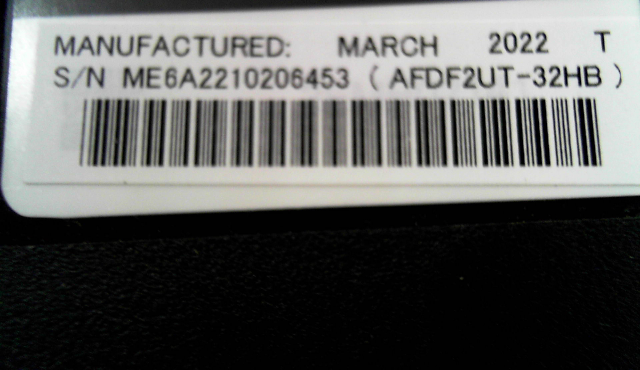 MANUFACTURED: MARCH 2022 T
S/N ME6A2210206453 ( AFDF2UT-32HB )